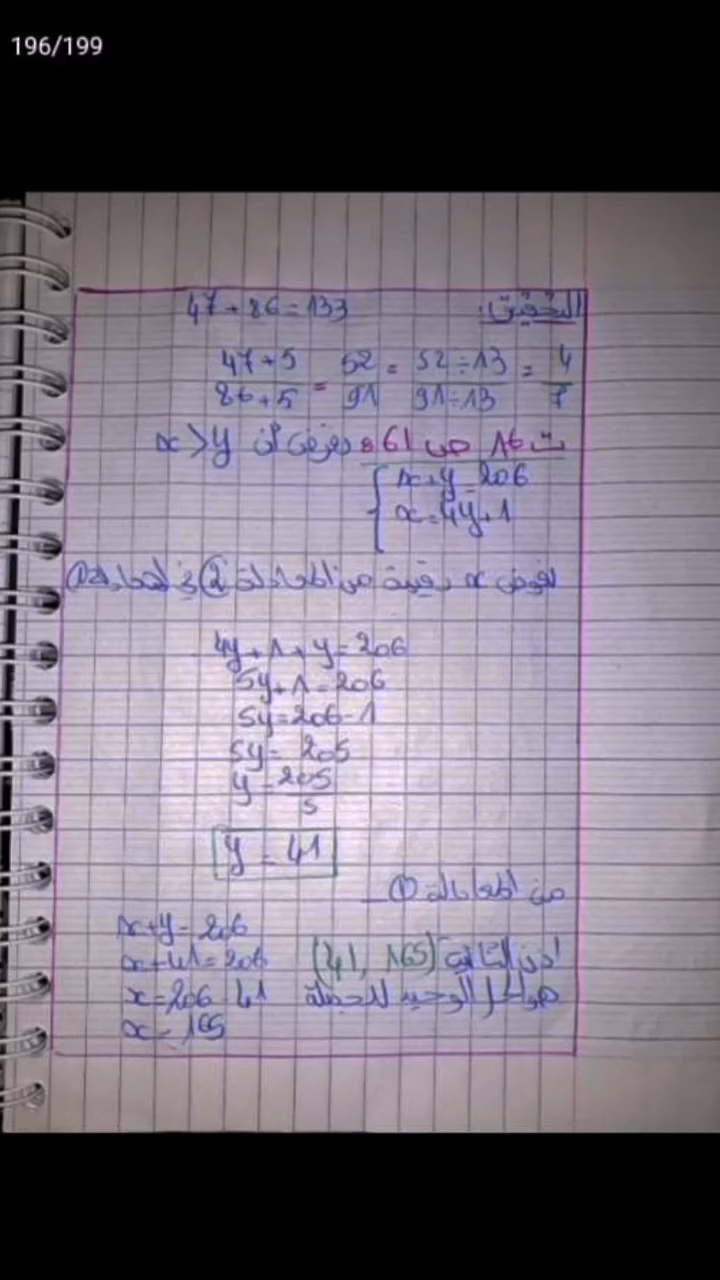 196/199
التحقيق:
47 + 86 = 133
47+5/86+5 = 52/91 = 52÷13/91÷13 = 4/7
ت 16 ص 61: نفرض أن x > y
{ x + y = 206
x = 4y + 1
نعوض x بقيمته من المعادلة ② في المعادلة ①
4y + 1 + y = 206
5y + 1 = 206
5y = 206 - 1
5y = 205
y = 205/5
y = 41
من المعادلة ①
x + y = 206
x + 41 = 206
x = 206 - 41
x = 165
اذن الثنائية (41, 165)
هو الحل الوحيد للجملة